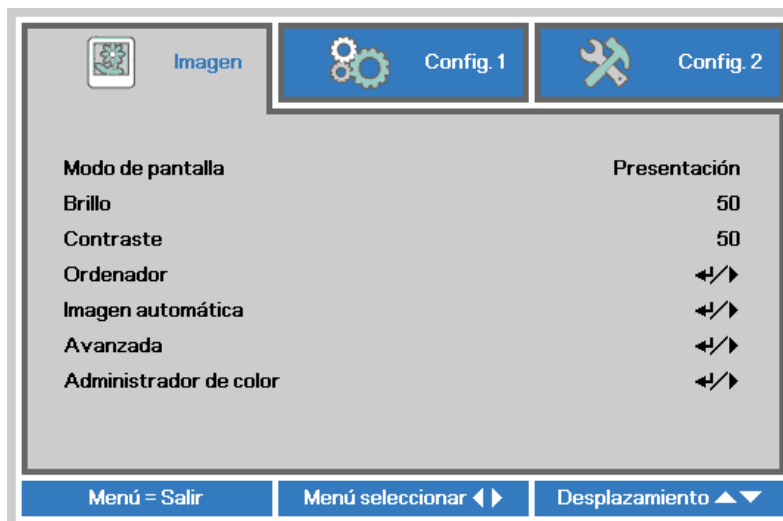 Imagen
Config. 1
Config. 2
Modo de pantalla Presentación
Brillo 50
Contraste 50
Ordenador ↵/▶
Imagen automática ↵/▶
Avanzada ↵/▶
Administrador de color ↵/▶
Menú = Salir
Menú seleccionar ◀▶
Desplazamiento ▲▼